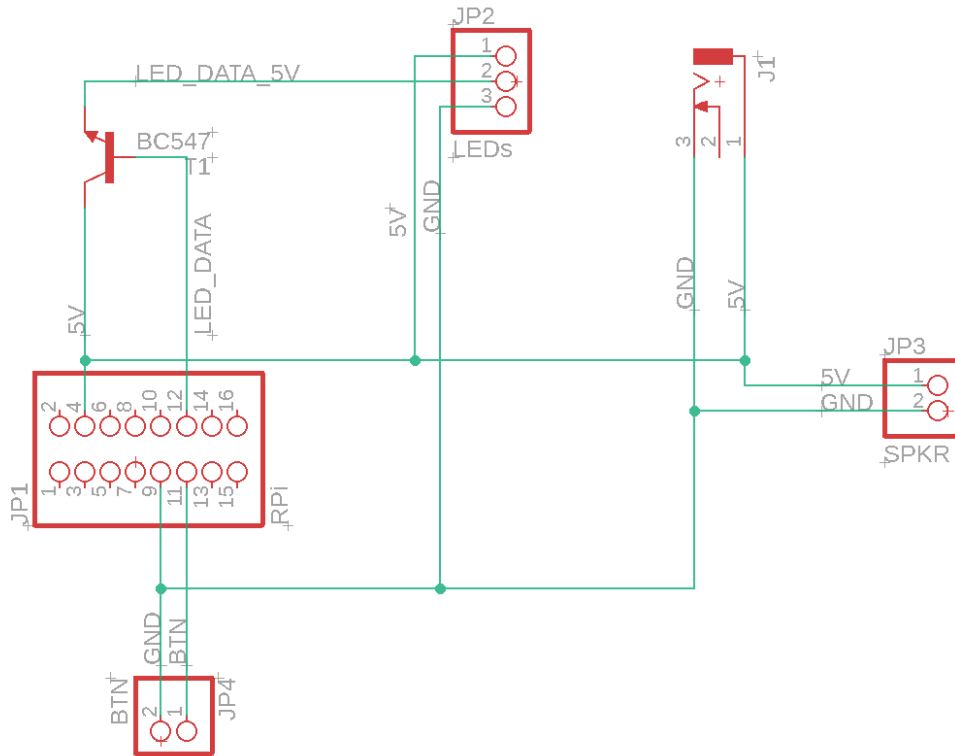 JP2
1
2
3
LEDs
LED_DATA_5V
BC547
T1
J1
3
2
1
5V
GND
LED_DATA
5V
GND
5V
JP3
5V
1
GND
2
SPKR
2
4
6
8
10
12
14
16
1
3
5
7
9
11
13
15
JP1
RPi
GND
BTN
BTN
2
1
JP4